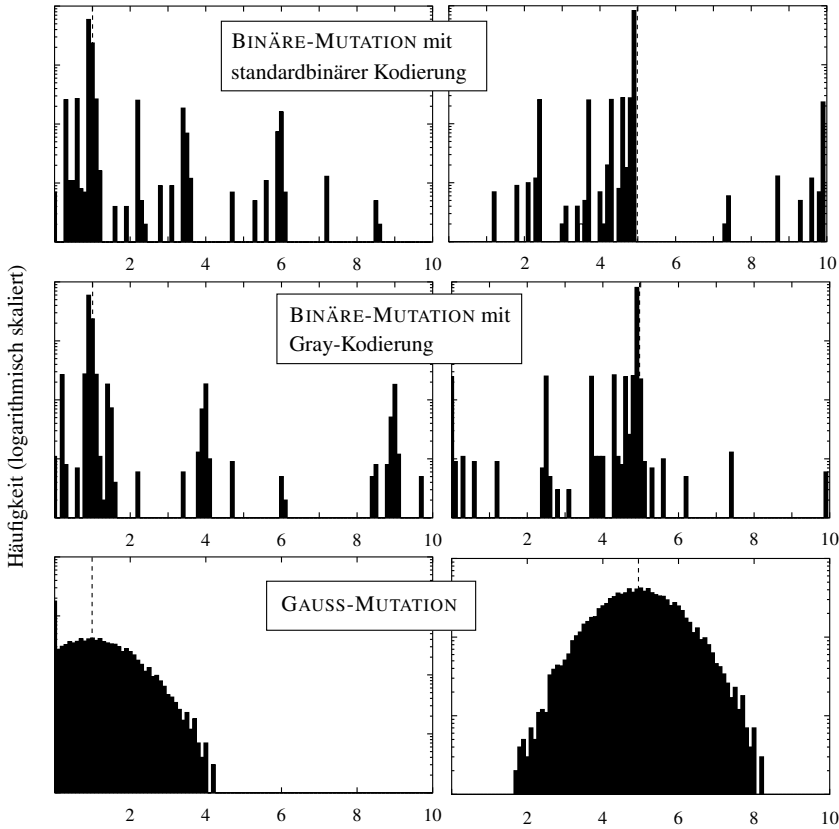 BINÄRE-MUTATION mit
standardbinärer Kodierung
2 4 6 8 10
2 4 6 8 10
Häufigkeit (logarithmisch skaliert)
BINÄRE-MUTATION mit
Gray-Kodierung
2 4 6 8 10
2 4 6 8 10
GAUSS-MUTATION
2 4 6 8 10
2 4 6 8 10